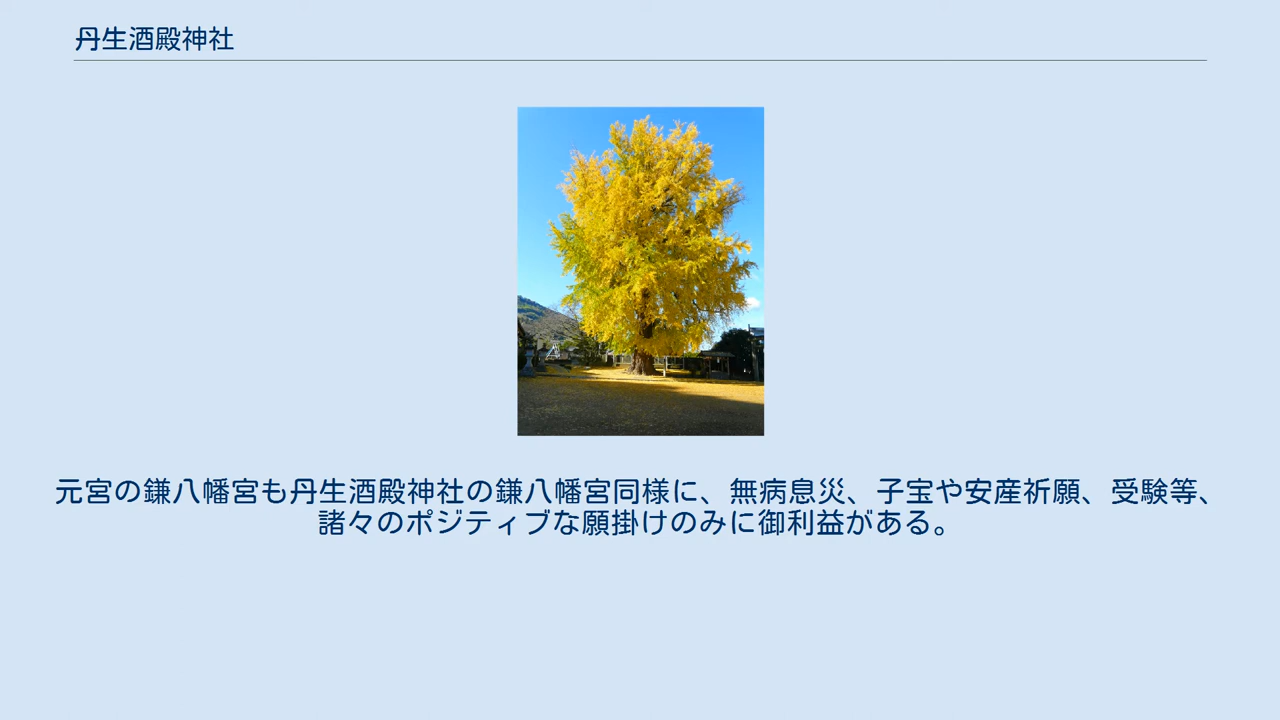 丹生酒殿神社
元宮の鎌八幡宮も丹生酒殿神社の鎌八幡宮同様に、無病息災、子宝や安産祈願、受験等、
諸々のポジティブな願掛けのみに御利益がある。